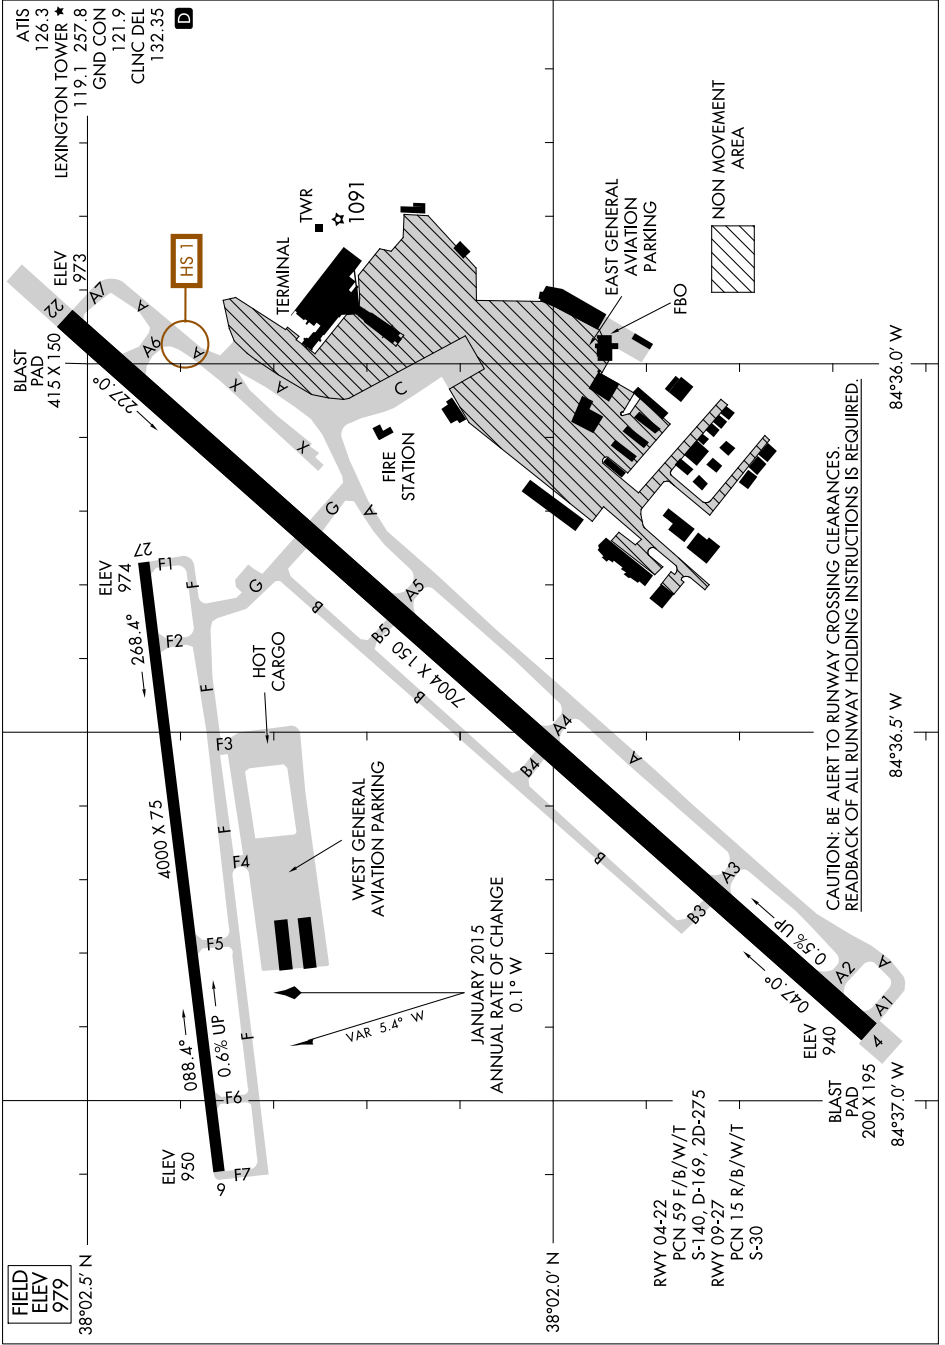 ATIS
126.3
LEXINGTON TOWER ★
119.1 257.8
GND CON
121.9
CLNC DEL
132.35
D
FIELD
ELEV
979
38°02.5' N
38°02.0' N
84°36.0' W
84°36.5' W
84°37.0' W
BLAST
PAD
415 X 150
22
ELEV
973
A7
A
A6
HS 1
A
227.0°
X
A
X
C
TERMINAL
TWR
1091
FIRE
STATION
G
A
G
EAST GENERAL
AVIATION
PARKING
FBO
NON MOVEMENT
AREA
ELEV
974
27
F1
F
F2
268.4°
F
HOT
CARGO
F3
F
F4
4000 X 75
WEST GENERAL
AVIATION PARKING
F5
F
088.4°
0.6% UP
F6
F7
ELEV
950
9
B
B5
A5
7004 X 150
B
B4
A4
A
B
B3
A3
0.5% UP
047.0°
A2
A
A1
ELEV
940
4
BLAST
PAD
200 X 195
VAR 5.4° W
JANUARY 2015
ANNUAL RATE OF CHANGE
0.1° W
RWY 04-22
PCN 59 F/B/W/T
S-140, D-169, 2D-275
RWY 09-27
PCN 15 R/B/W/T
S-30
CAUTION: BE ALERT TO RUNWAY CROSSING CLEARANCES.
READBACK OF ALL RUNWAY HOLDING INSTRUCTIONS IS REQUIRED.